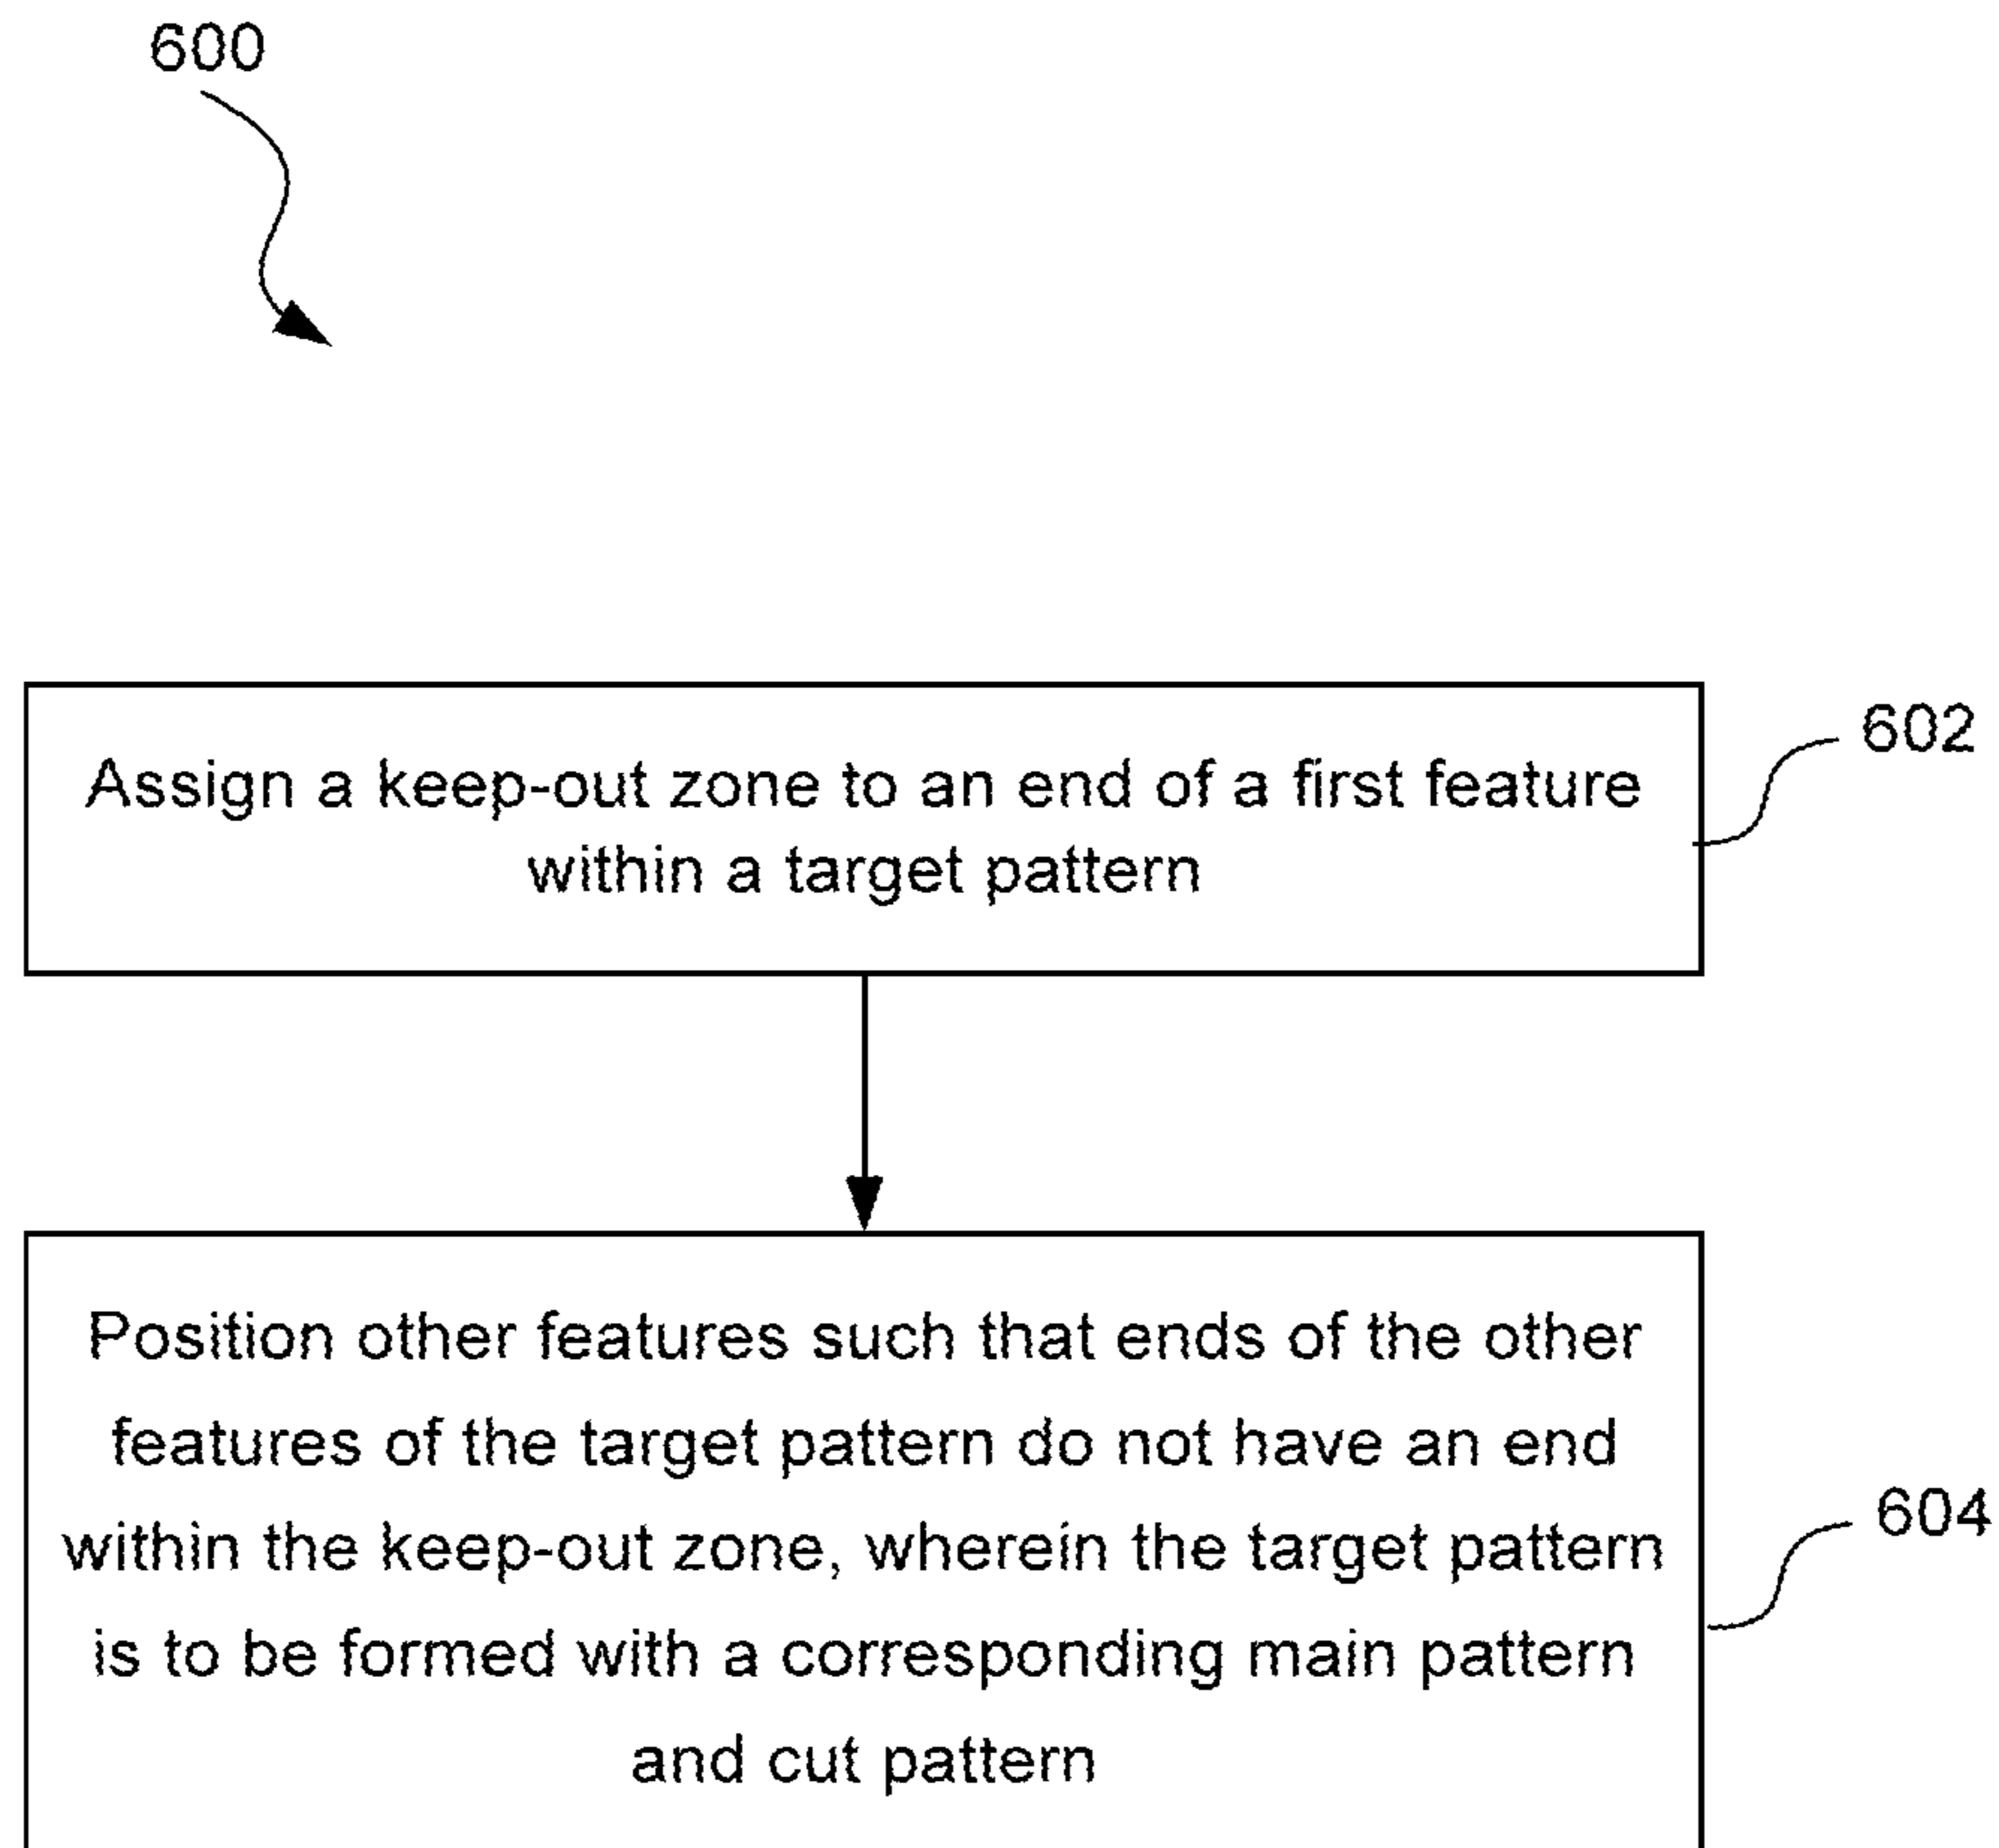 600
Assign a keep-out zone to an end of a first feature
within a target pattern
602
Position other features such that ends of the other
features of the target pattern do not have an end
within the keep-out zone, wherein the target pattern
is to be formed with a corresponding main pattern
and cut pattern
604